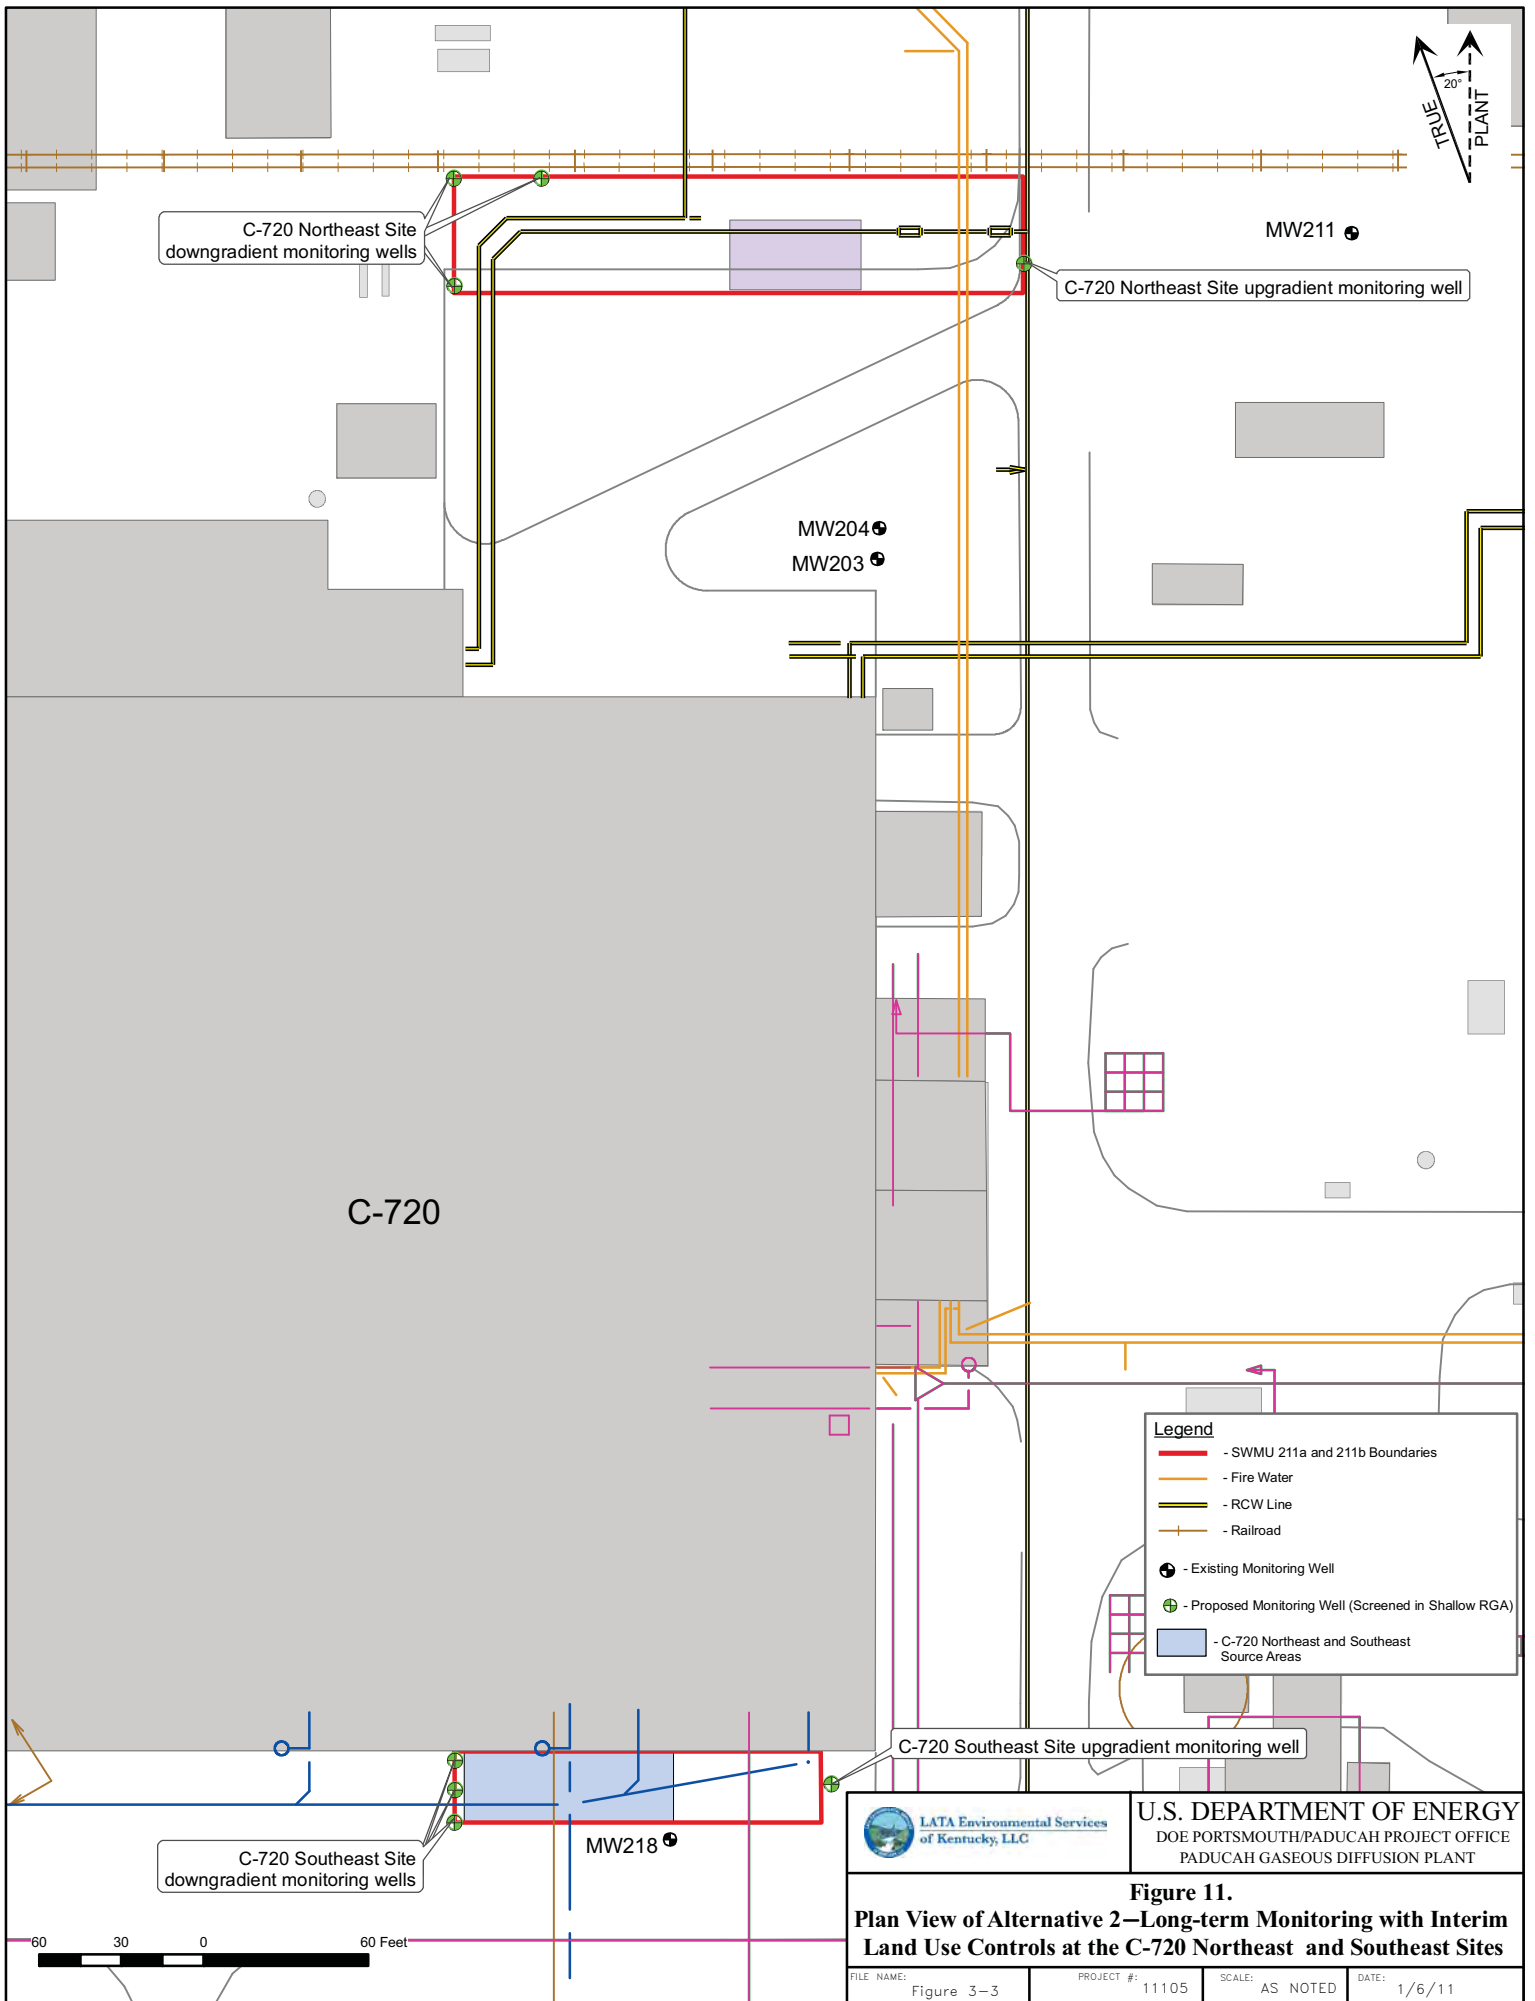 TRUE
20°
PLANT
C-720 Northeast Site
downgradient monitoring wells
MW211
C-720 Northeast Site upgradient monitoring well
MW204
MW203
C-720
Legend
- SWMU 211a and 211b Boundaries
- Fire Water
- RCW Line
- Railroad
- Existing Monitoring Well
- Proposed Monitoring Well (Screened in Shallow RGA)
- C-720 Northeast and Southeast
Source Areas
C-720 Southeast Site upgradient monitoring well
MW218
C-720 Southeast Site
downgradient monitoring wells
60 30 0 60 Feet
LATA Environmental Services
of Kentucky, LLC
U.S. DEPARTMENT OF ENERGY
DOE PORTSMOUTH/PADUCAH PROJECT OFFICE
PADUCAH GASEOUS DIFFUSION PLANT
Figure 11.
Plan View of Alternative 2–Long-term Monitoring with Interim
Land Use Controls at the C-720 Northeast and Southeast Sites
FILE NAME: Figure 3-3
PROJECT #: 11105
SCALE: AS NOTED
DATE: 1/6/11